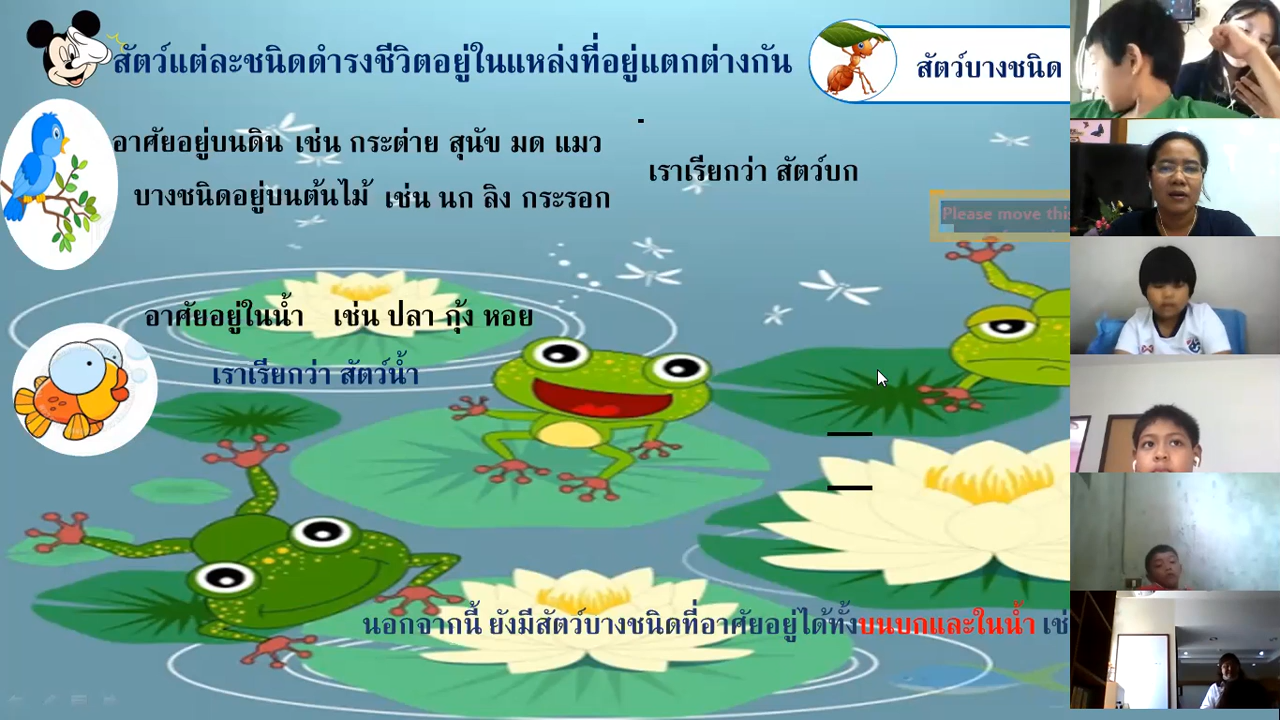 สัตว์แต่ละชนิดดำรงชีวิตอยู่ในแหล่งที่อยู่แตกต่างกัน
สัตว์บางชนิด
อาศัยอยู่บนดิน เช่น กระต่าย สุนัข มด แมว
บางชนิดอยู่บนต้นไม้ เช่น นก ลิง กระรอก
เราเรียกว่า สัตว์บก
Please move this
อาศัยอยู่ในน้ำ เช่น ปลา กุ้ง หอย
เราเรียกว่า สัตว์น้ำ
นอกจากนี้ ยังมีสัตว์บางชนิดที่อาศัยอยู่ได้ทั้งบนบกและในน้ำ เช่